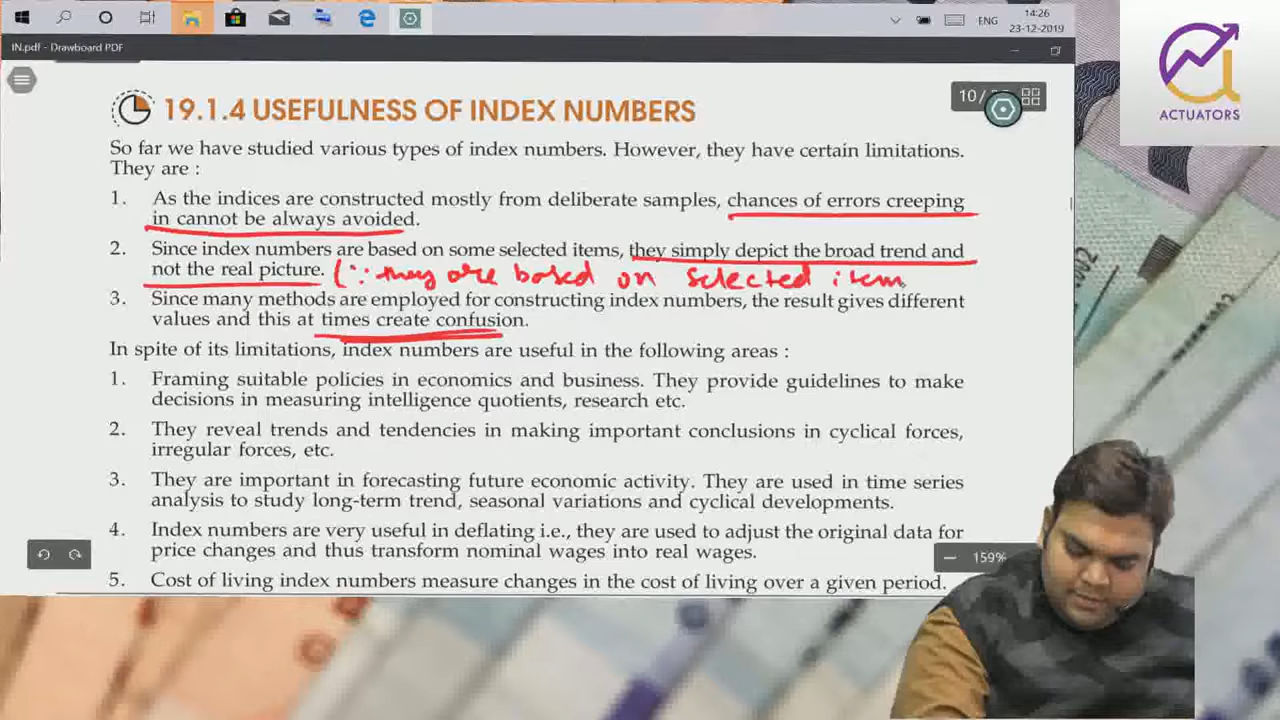 14:26
ENG
23-12-2019
IN.pdf - Drawboard PDF
10/
ACTUATORS
19.1.4 USEFULNESS OF INDEX NUMBERS
So far we have studied various types of index numbers. However, they have certain limitations.
They are :
1. As the indices are constructed mostly from deliberate samples, chances of errors creeping
in cannot be always avoided.
2. Since index numbers are based on some selected items, they simply depict the broad trend and
not the real picture. (∵ they are based on selected item
3. Since many methods are employed for constructing index numbers, the result gives different
values and this at times create confusion.
In spite of its limitations, index numbers are useful in the following areas :
1. Framing suitable policies in economics and business. They provide guidelines to make
decisions in measuring intelligence quotients, research etc.
2. They reveal trends and tendencies in making important conclusions in cyclical forces,
irregular forces, etc.
3. They are important in forecasting future economic activity. They are used in time series
analysis to study long-term trend, seasonal variations and cyclical developments.
4. Index numbers are very useful in deflating i.e., they are used to adjust the original data for
price changes and thus transform nominal wages into real wages.
159%
5. Cost of living index numbers measure changes in the cost of living over a given period.